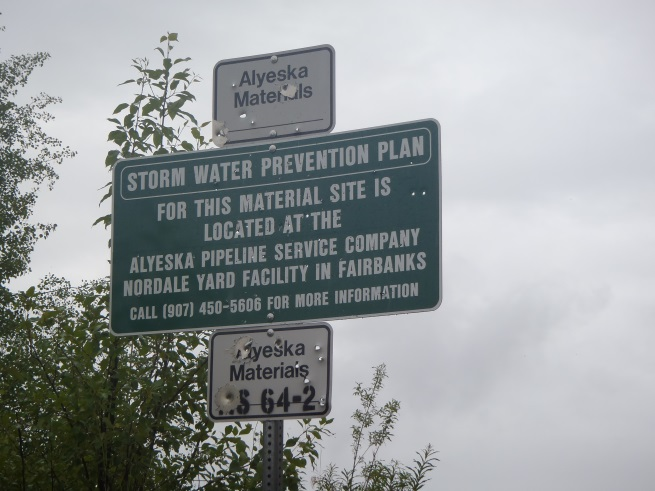 Alyeska
Materials
STORM WATER PREVENTION PLAN
FOR THIS MATERIAL SITE IS
LOCATED AT THE
ALYESKA PIPELINE SERVICE COMPANY
NORDALE YARD FACILITY IN FAIRBANKS
CALL (907) 450-5606 FOR MORE INFORMATION
Alyeska
Materials
64-2